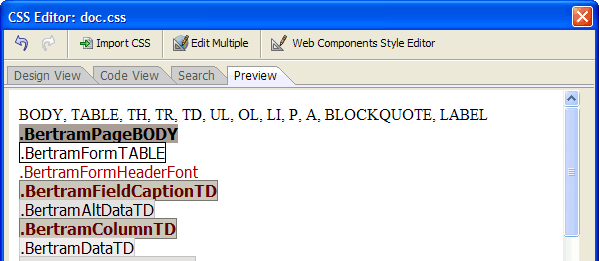 CSS Editor: doc.css
Import CSS Edit Multiple Web Components Style Editor
Design View Code View Search Preview
BODY, TABLE, TH, TR, TD, UL, OL, LI, P, A, BLOCKQUOTE, LABEL
.BertramPageBODY
.BertramFormTABLE
.BertramFormHeaderFont
.BertramFieldCaptionTD
.BertramAltDataTD
.BertramColumnTD
.BertramDataTD